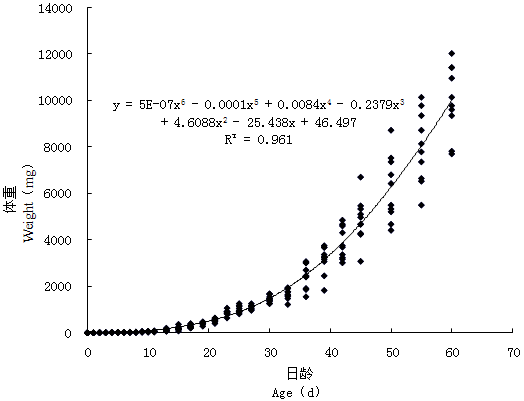 14000
12000
10000
8000
6000
4000
2000
0
体重
Weight (mg)
y = 5E-07x⁶ - 0.0001x⁵ + 0.0084x⁴ - 0.2379x³
+ 4.6088x² - 25.438x + 46.497
R² = 0.961
0 10 20 30 40 50 60 70
日龄
Age (d)